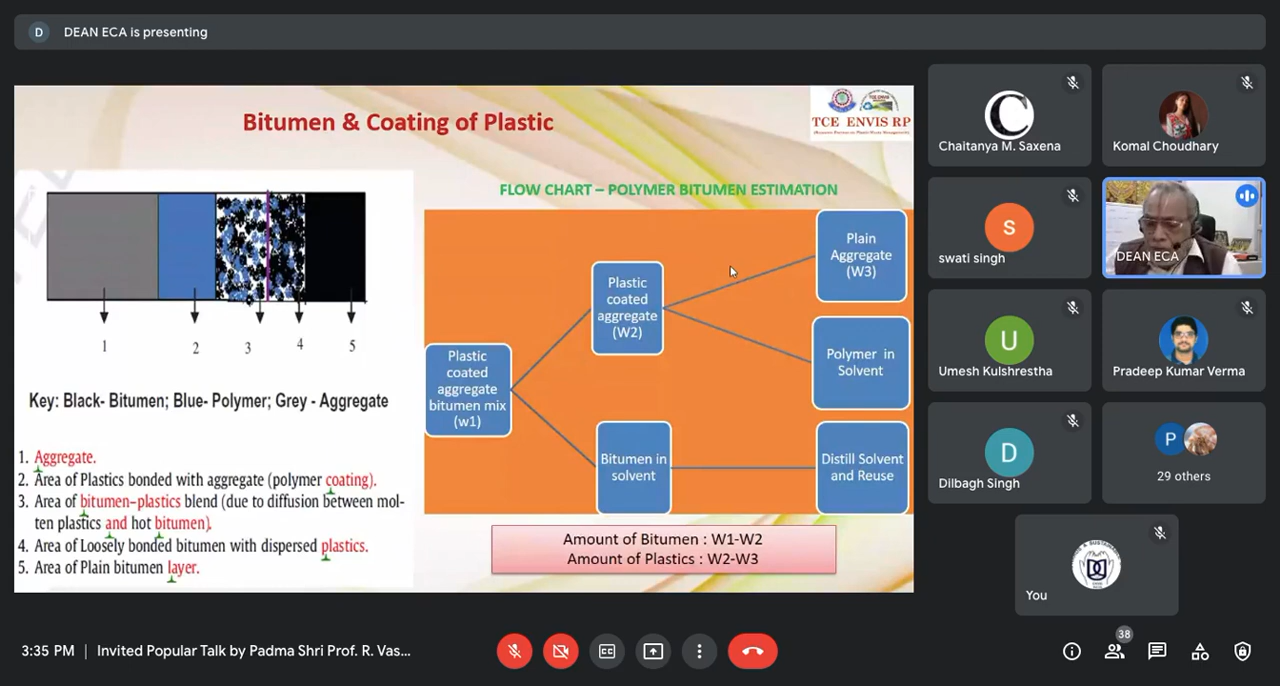 D DEAN ECA is presenting
Bitumen & Coating of Plastic
TCE ENVIS RP
FLOW CHART – POLYMER BITUMEN ESTIMATION
1 2 3 4 5
Key: Black- Bitumen; Blue- Polymer; Grey - Aggregate
1. Aggregate.
2. Area of Plastics bonded with aggregate (polymer coating).
3. Area of bitumen–plastics blend (due to diffusion between mol-
ten plastics and hot bitumen).
4. Area of Loosely bonded bitumen with dispersed plastics.
5. Area of Plain bitumen layer.
Plastic
coated
aggregate
bitumen mix
(w1)
Plastic
coated
aggregate
(W2)
Bitumen in
solvent
Plain
Aggregate
(W3)
Polymer in
Solvent
Distill Solvent
and Reuse
Amount of Bitumen : W1-W2
Amount of Plastics : W2-W3
C
Chaitanya M. Saxena
Komal Choudhary
S
swati singh
DEAN ECA
U
Umesh Kulshrestha
Pradeep Kumar Verma
D
Dilbagh Singh
P
29 others
You
3:35 PM | Invited Popular Talk by Padma Shri Prof. R. Vas...
CC
38